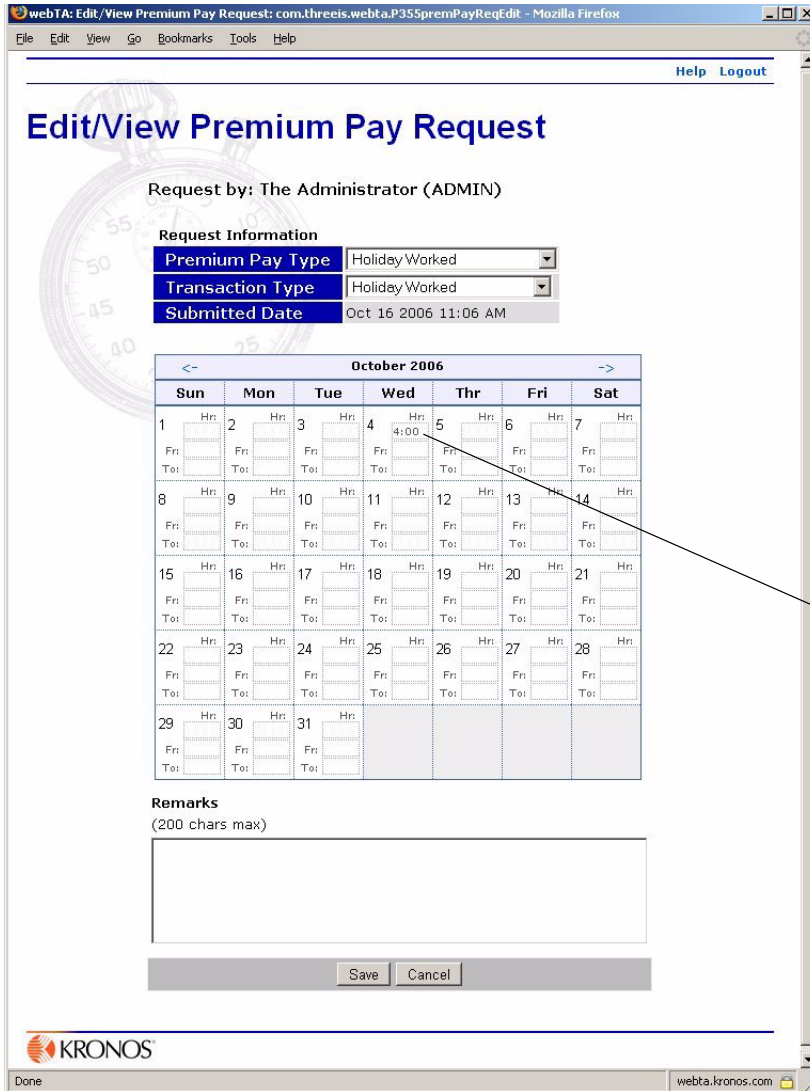 webTA: Edit/View Premium Pay Request: com.threeis.webta.P355premPayReqEdit - Mozilla Firefox
File Edit View Go Bookmarks Tools Help
Help Logout
Edit/View Premium Pay Request
Request by: The Administrator (ADMIN)
Request Information
Premium Pay Type Holiday Worked
Transaction Type Holiday Worked
Submitted Date Oct 16 2006 11:06 AM
55
50
45
40
25
<- October 2006 ->
Sun Mon Tue Wed Thr Fri Sat
1 Hr: 2 Hr: 3 Hr: 4 Hr: 5 Hr: 6 Hr: 7 Hr:
4:00
Fr: Fr: Fr: Fr: Fr: Fr: Fr:
To: To: To: To: To: To: To:
8 Hr: 9 Hr: 10 Hr: 11 Hr: 12 Hr: 13 Hr: 14 Hr:
Fr: Fr: Fr: Fr: Fr: Fr: Fr:
To: To: To: To: To: To: To:
15 Hr: 16 Hr: 17 Hr: 18 Hr: 19 Hr: 20 Hr: 21 Hr:
Fr: Fr: Fr: Fr: Fr: Fr: Fr:
To: To: To: To: To: To: To:
22 Hr: 23 Hr: 24 Hr: 25 Hr: 26 Hr: 27 Hr: 28 Hr:
Fr: Fr: Fr: Fr: Fr: Fr: Fr:
To: To: To: To: To: To: To:
29 Hr: 30 Hr: 31 Hr:
Fr: Fr: Fr:
To: To: To:
Remarks
(200 chars max)
Save Cancel
KRONOS
Done webta.kronos.com